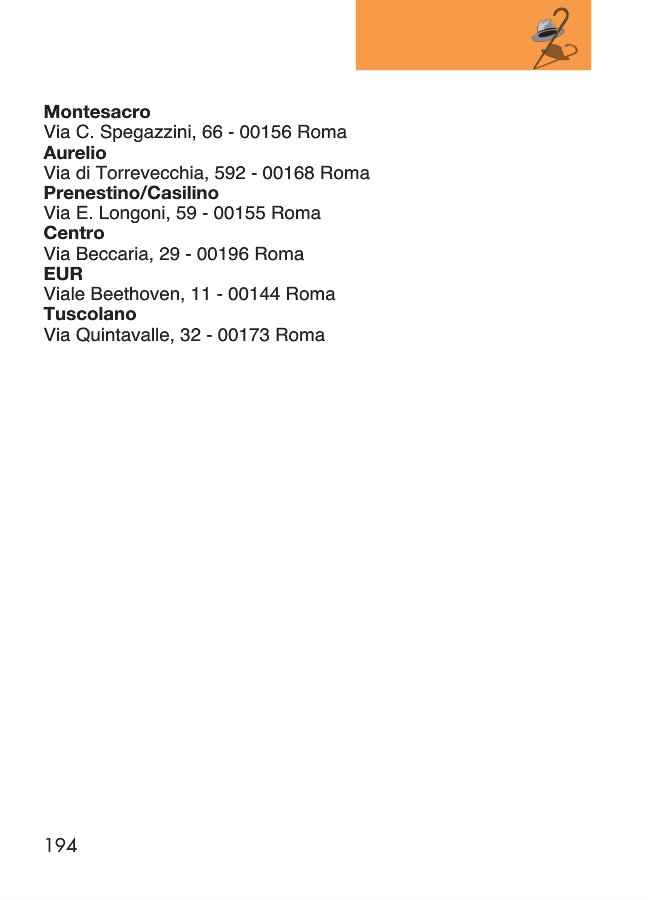 Montesacro
Via C. Spegazzini, 66 - 00156 Roma
Aurelio
Via di Torrevecchia, 592 - 00168 Roma
Prenestino/Casilino
Via E. Longoni, 59 - 00155 Roma
Centro
Via Beccaria, 29 - 00196 Roma
EUR
Viale Beethoven, 11 - 00144 Roma
Tuscolano
Via Quintavalle, 32 - 00173 Roma
194